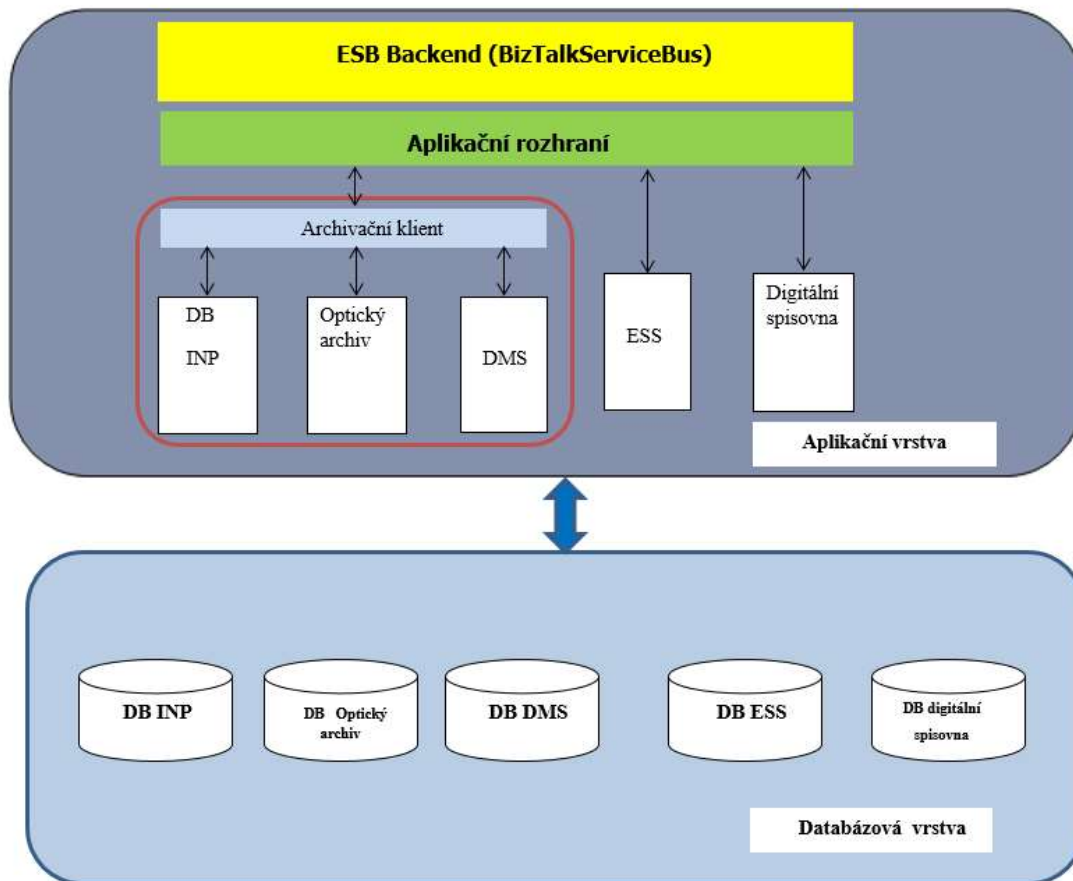 ESB Backend (BizTalkServiceBus)
Aplikační rozhraní
Archivační klient
DB
INP
Optický
archiv
DMS
ESS
Digitální
spisovna
Aplikační vrstva
DB INP
DB Optický
archiv
DB DMS
DB ESS
DB digitální
spisovna
Databázová vrstva